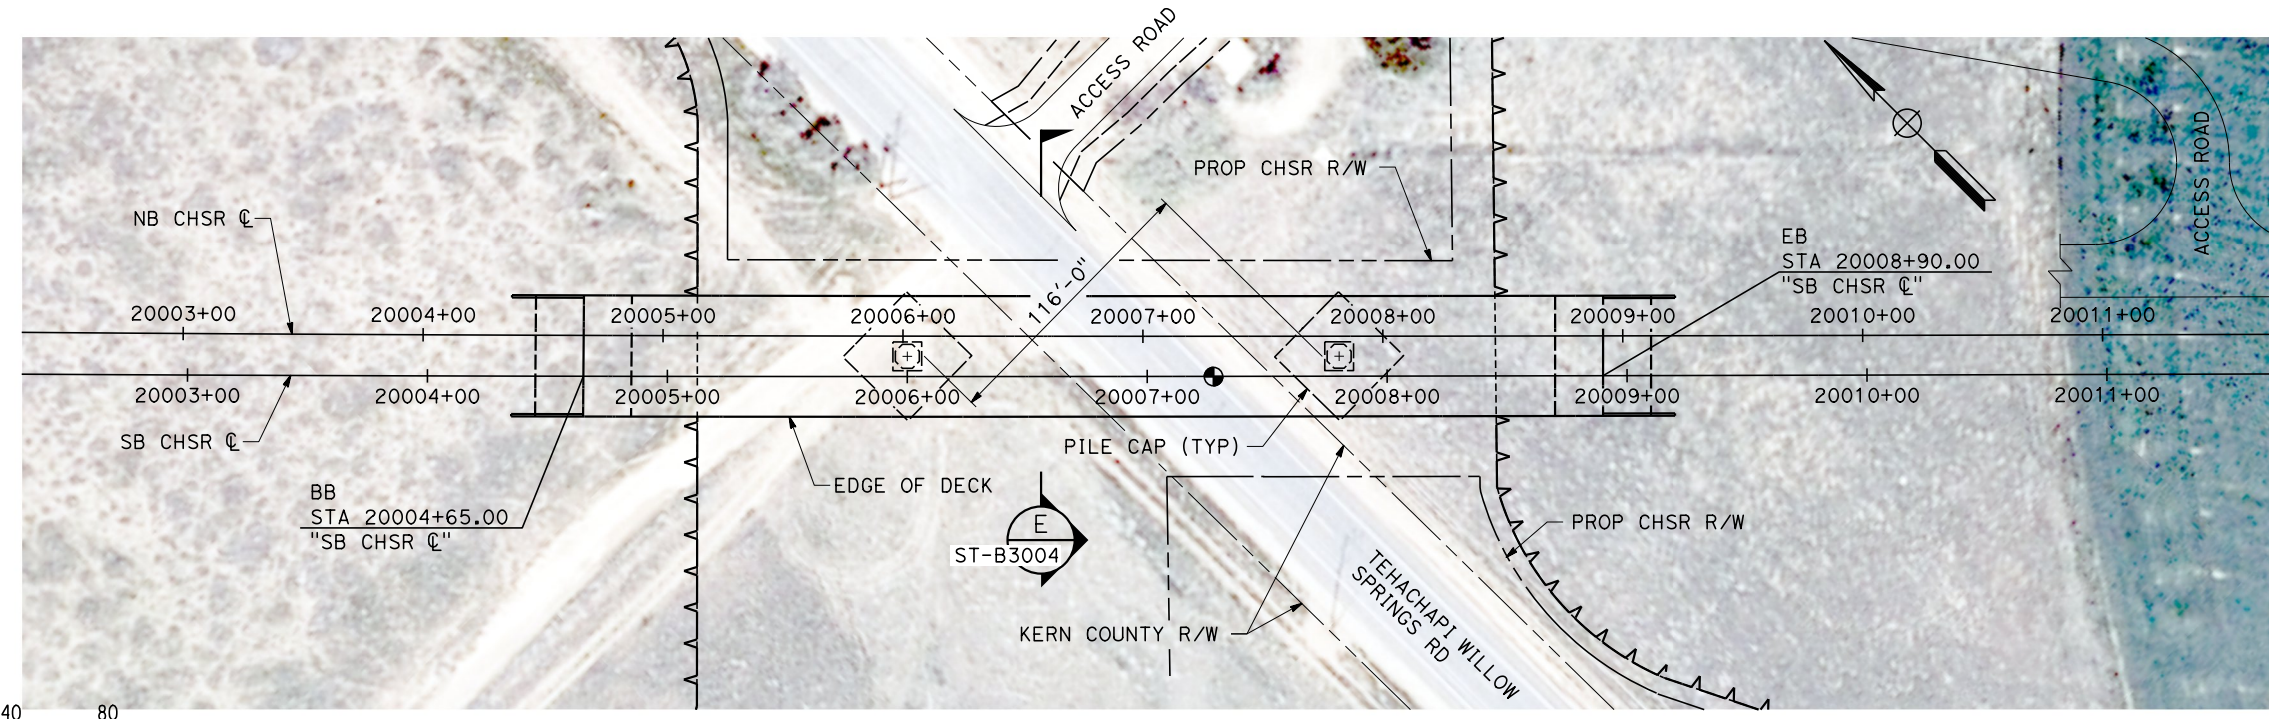 ACCESS ROAD
PROP CHSR R/W
ACCESS ROAD
NB CHSR ℄
EB
STA 20008+90.00
"SB CHSR ℄"
116'-0"
20003+00 20004+00 20005+00 20006+00 20007+00 20008+00 20009+00 20010+00 20011+00
20003+00 20004+00 20005+00 20006+00 20007+00 20008+00 20009+00 20010+00 20011+00
SB CHSR ℄
PILE CAP (TYP)
EDGE OF DECK
BB
STA 20004+65.00
"SB CHSR ℄"
E
ST-B3004
PROP CHSR R/W
KERN COUNTY R/W
TEHACHAPI WILLOW
SPRINGS RD
40 80